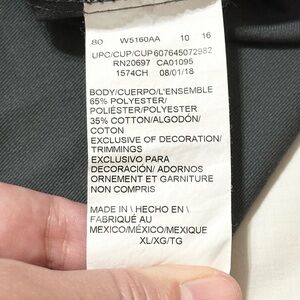 80 W5160AA 10 16
UPC/CUP/CUP607645072982
RN20697 CA01095
1574CH 08/01/18
BODY/CUERPO/L'ENSEMBLE
65% POLYESTER/
POLIÉSTER/POLYESTER
35% COTTON/ALGODÓN/
COTON
EXCLUSIVE OF DECORATION/
TRIMMINGS
EXCLUSIVO PARA
DECORACIÓN/ ADORNOS
ORNEMENT ET GARNITURE
NON COMPRIS
MADE IN \ HECHO EN \
FABRIQUÉ AU
MEXICO/MÉXICO/MEXIQUE
XL/XG/TG